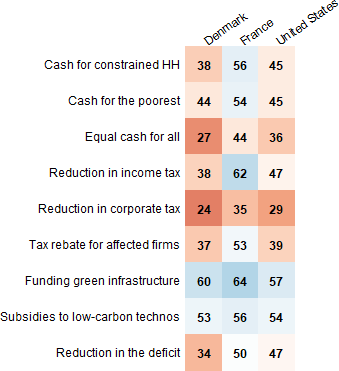 Denmark France United States
Cash for constrained HH 38 56 45
Cash for the poorest 44 54 45
Equal cash for all 27 44 36
Reduction in income tax 38 62 47
Reduction in corporate tax 24 35 29
Tax rebate for affected firms 37 53 39
Funding green infrastructure 60 64 57
Subsidies to low-carbon technos 53 56 54
Reduction in the deficit 34 50 47